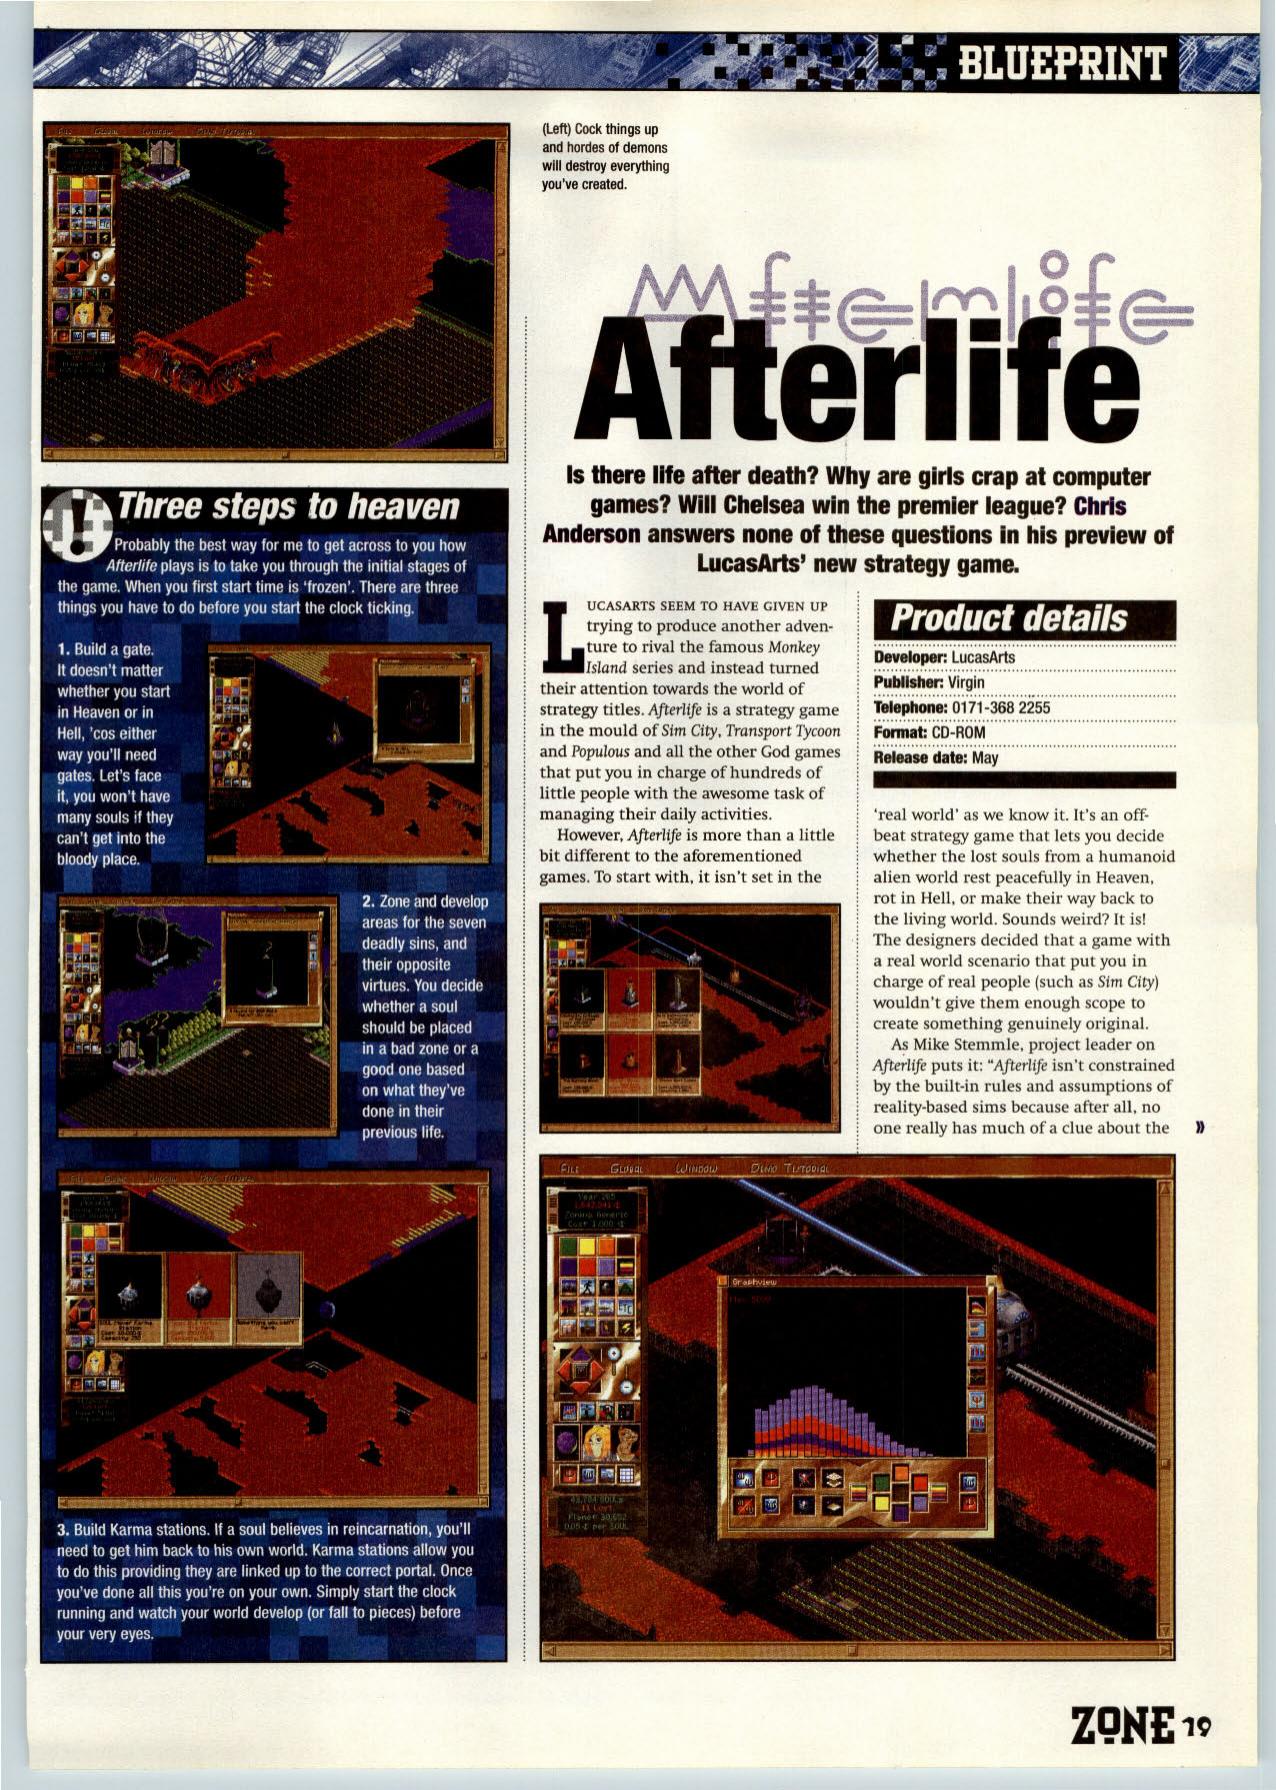 BLUEPRINT
(Left) Cock things up
and hordes of demons
will destroy everything
you've created.
Afterlife
Afterlife
Is there life after death? Why are girls crap at computer
games? Will Chelsea win the premier league? Chris
Anderson answers none of these questions in his preview of
LucasArts' new strategy game.
Three steps to heaven
Probably the best way for me to get across to you how
Afterlife plays is to take you through the initial stages of
the game. When you first start time is 'frozen'. There are three
things you have to do before you start the clock ticking.
1. Build a gate.
It doesn't matter
whether you start
in Heaven or in
Hell, 'cos either
way you'll need
gates. Let's face
it, you won't have
many souls if they
can't get into the
bloody place.
2. Zone and develop
areas for the seven
deadly sins, and
their opposite
virtues. You decide
whether a soul
should be placed
in a bad zone or a
good one based
on what they've
done in their
previous life.
3. Build Karma stations. If a soul believes in reincarnation, you'll
need to get him back to his own world. Karma stations allow you
to do this providing they are linked up to the correct portal. Once
you've done all this you're on your own. Simply start the clock
running and watch your world develop (or fall to pieces) before
your very eyes.
LUCASARTS SEEM TO HAVE GIVEN UP
trying to produce another adven-
ture to rival the famous Monkey
Island series and instead turned
their attention towards the world of
strategy titles. Afterlife is a strategy game
in the mould of Sim City, Transport Tycoon
and Populous and all the other God games
that put you in charge of hundreds of
little people with the awesome task of
managing their daily activities.
However, Afterlife is more than a little
bit different to the aforementioned
games. To start with, it isn't set in the
Product details
Developer: LucasArts
Publisher: Virgin
Telephone: 0171-368 2255
Format: CD-ROM
Release date: May
'real world' as we know it. It's an off-
beat strategy game that lets you decide
whether the lost souls from a humanoid
alien world rest peacefully in Heaven,
rot in Hell, or make their way back to
the living world. Sounds weird? It is!
The designers decided that a game with
a real world scenario that put you in
charge of real people (such as Sim City)
wouldn't give them enough scope to
create something genuinely original.
As Mike Stemmle, project leader on
Afterlife puts it: "Afterlife isn't constrained
by the built-in rules and assumptions of
reality-based sims because after all, no
one really has much of a clue about the »
File Global Window Demo Tutorial
Year 265
Zoning Generic
Cost 1,000
Graphview
43,784 SOULs
11 Lost
ZONE 19